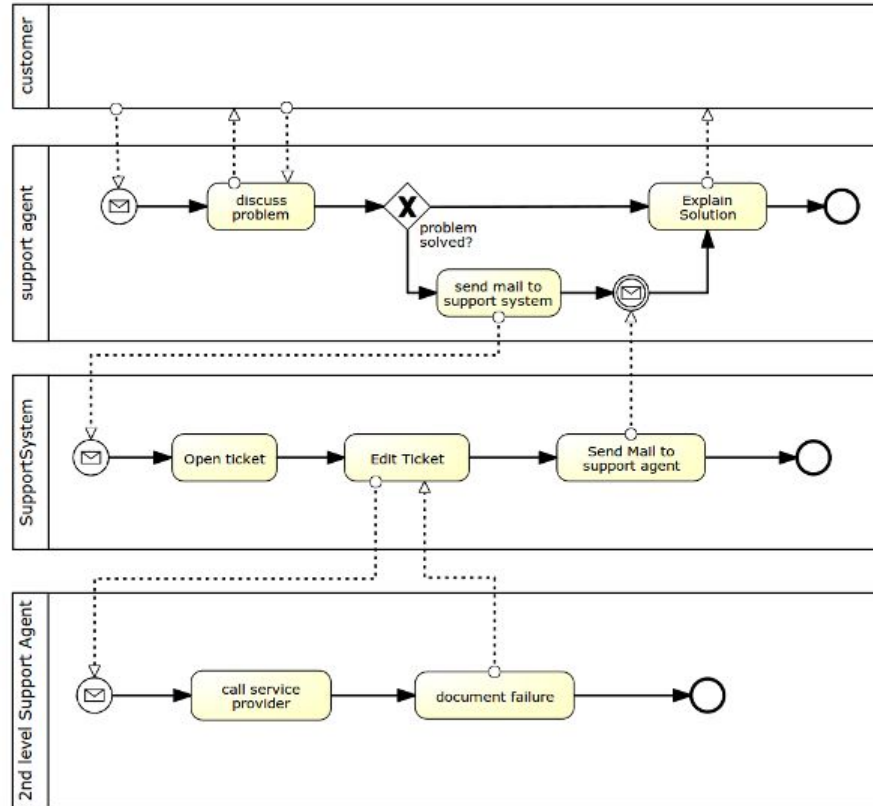 customer
support agent
discuss
problem
problem
solved?
Explain
Solution
send mail to
support system
SupportSystem
Open ticket
Edit Ticket
Send Mail to
support agent
2nd level Support Agent
call service
provider
document failure